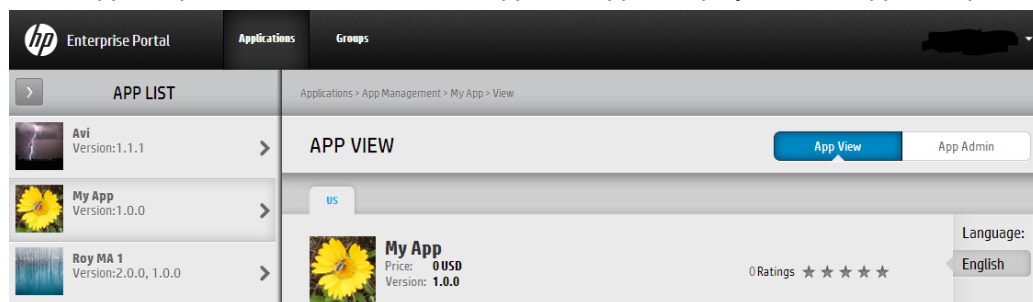 hp Enterprise Portal Applications Groups
APP LIST
Applications > App Management > My App > View
Avi
Version:1.1.1
APP VIEW
App View App Admin
My App
Version:1.0.0
US
Roy MA 1
Version:2.0.0, 1.0.0
My App
Price: 0 USD
Version: 1.0.0
0 Ratings
Language:
English